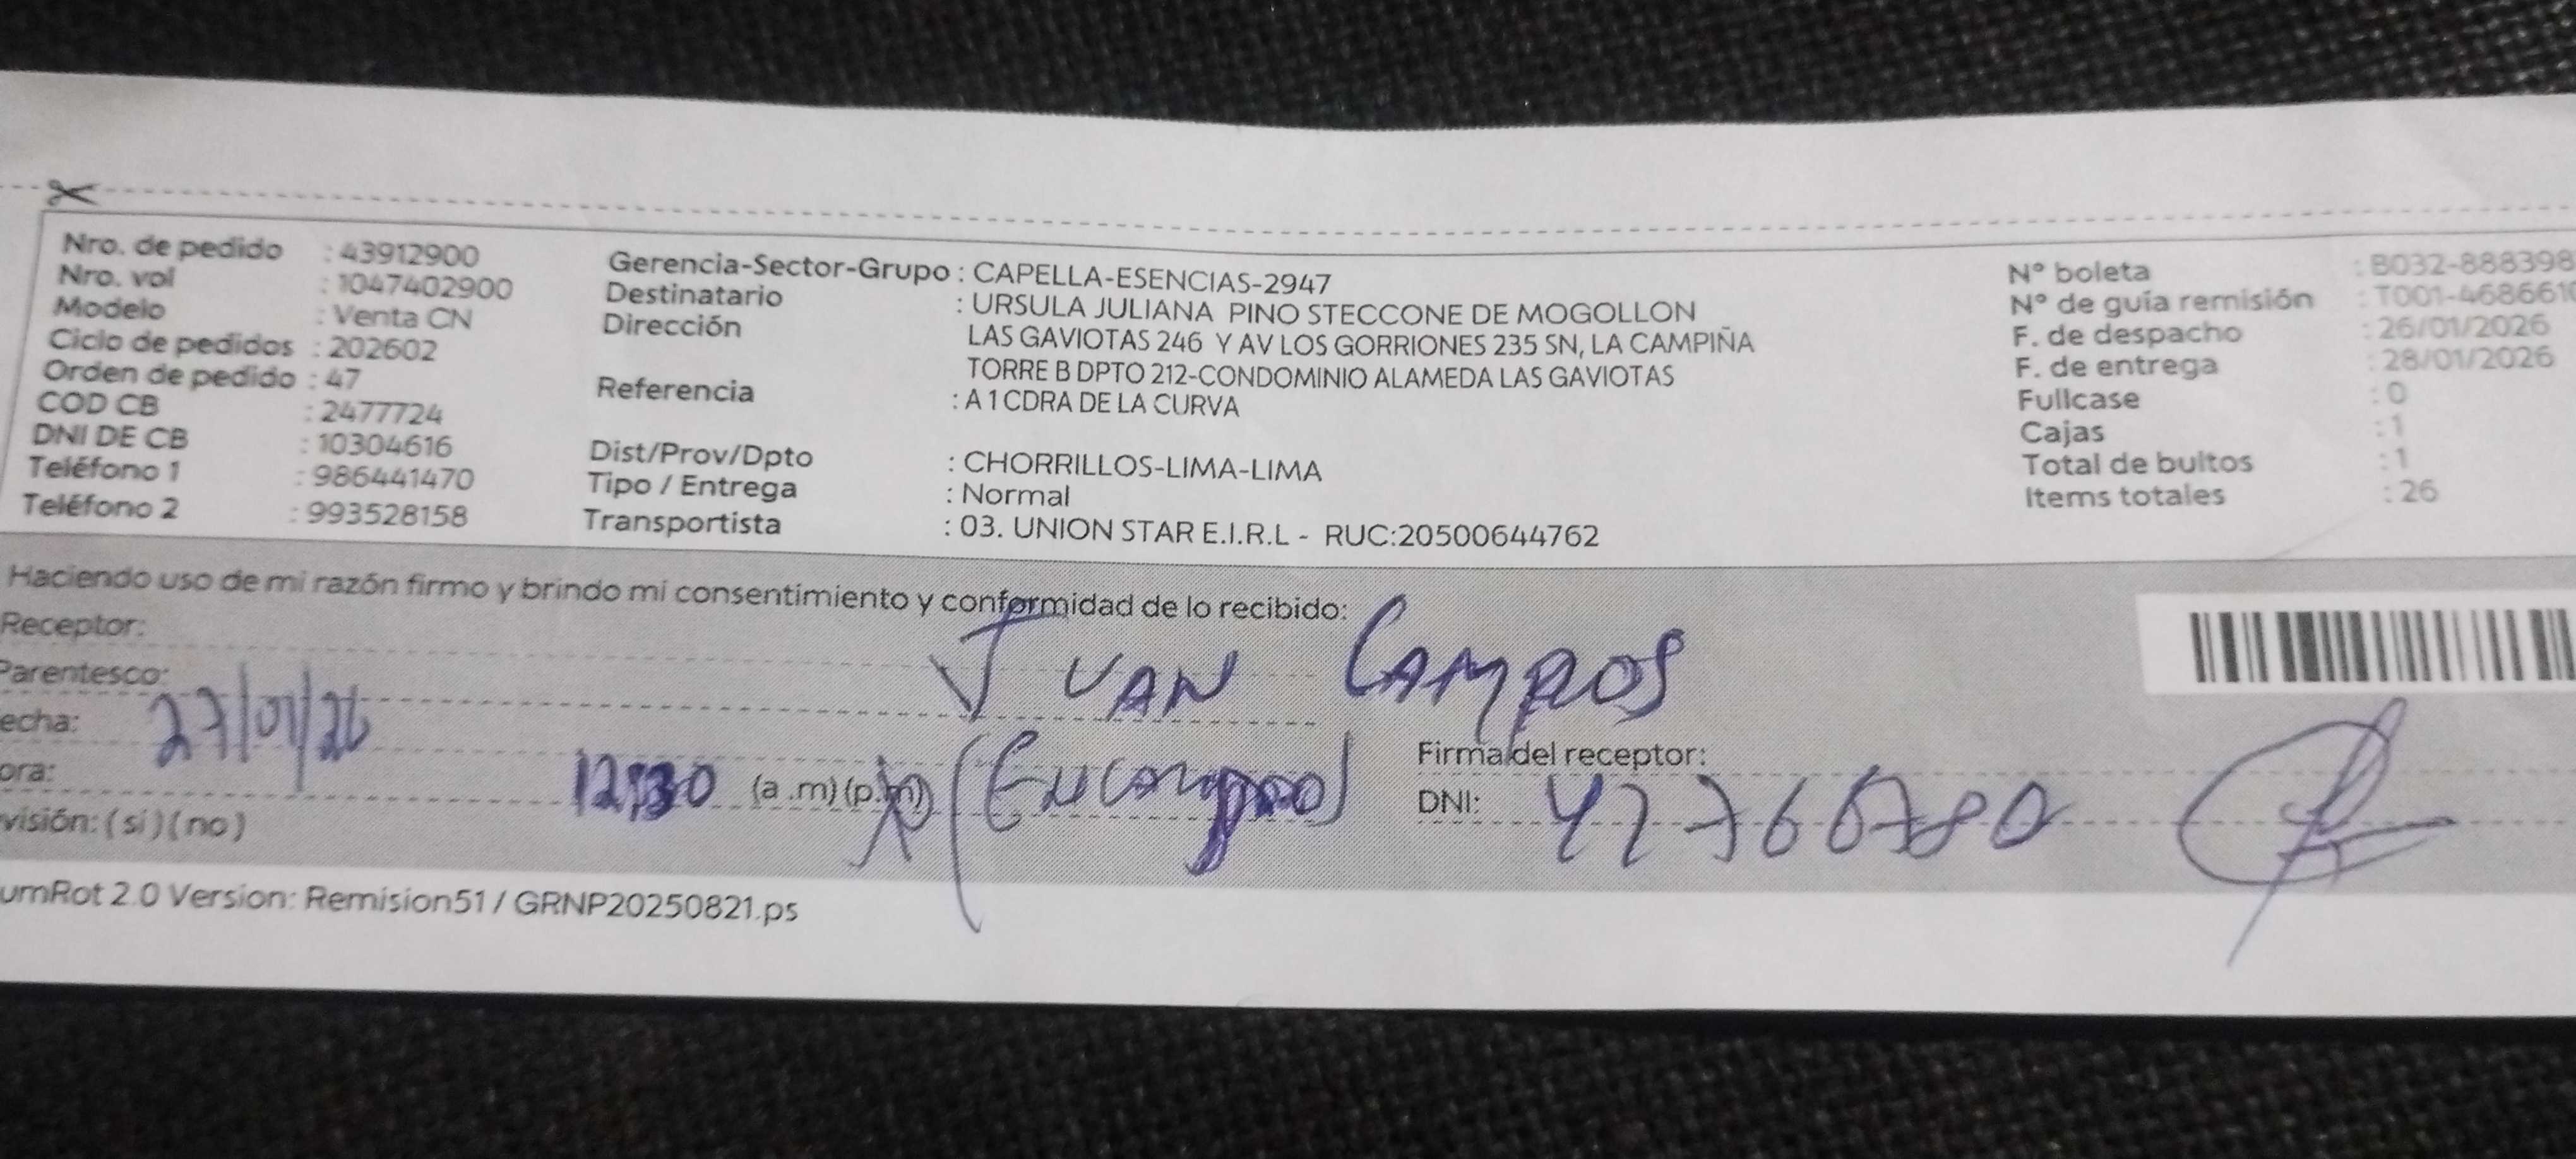 Nro. de pedido : 43912900
Nro. vol : 1047402900
Modelo : Venta CN
Ciclo de pedidos : 202602
Orden de pedido : 47
COD CB : 2477724
DNI DE CB : 10304616
Teléfono 1 : 986441470
Teléfono 2 : 993528158
Gerencia-Sector-Grupo : CAPELLA-ESENCIAS-2947
Destinatario : URSULA JULIANA PINO STECCONE DE MOGOLLON
Dirección LAS GAVIOTAS 246 Y AV LOS GORRIONES 235 SN, LA CAMPIÑA
TORRE B DPTO 212-CONDOMINIO ALAMEDA LAS GAVIOTAS
Referencia : A 1 CDRA DE LA CURVA
Dist/Prov/Dpto : CHORRILLOS-LIMA-LIMA
Tipo / Entrega : Normal
Transportista : 03. UNION STAR E.I.R.L - RUC:20500644762
N° boleta : B032-888398
N° de guía remisión : T001-4686610
F. de despacho : 26/01/2026
F. de entrega : 28/01/2026
Fullcase : 0
Cajas : 1
Total de bultos : 1
Items totales : 26
Haciendo uso de mi razón firmo y brindo mi consentimiento y conformidad de lo recibido:
Receptor: JUAN CAMPOS
Parentesco:
echa: 27/01/26
ora: 12:30 (a .m) (p.m)
Firma del receptor:
DNI:
visión: ( si ) ( no )
umRot 2.0 Version: Remision51 / GRNP20250821.ps